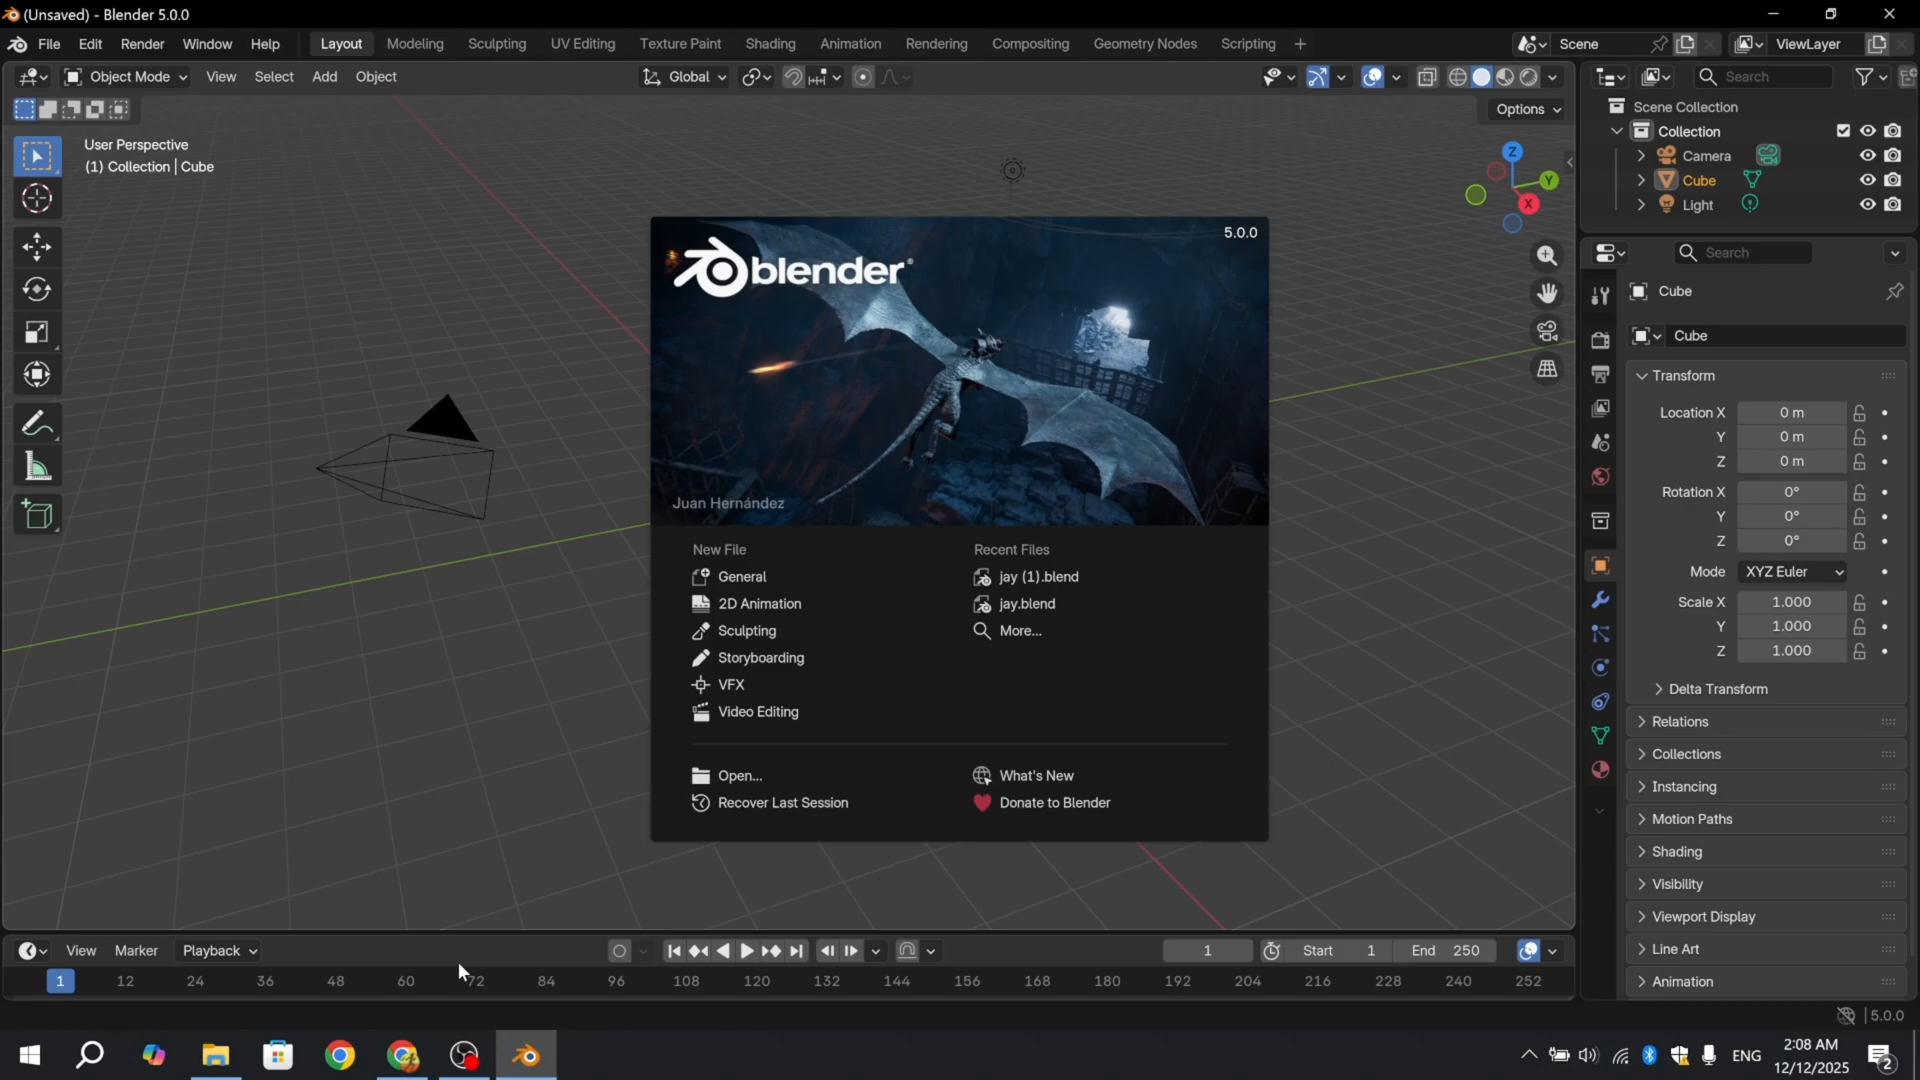 (Unsaved) - Blender 5.0.0
File Edit Render Window Help Layout Modeling Sculpting UV Editing Texture Paint Shading Animation Rendering Compositing Geometry Nodes Scripting + Scene ViewLayer
Object Mode View Select Add Object Global Search
Options
Scene Collection
Collection
Camera
Cube
Light
User Perspective
(1) Collection | Cube
Z
Y
X
5.0.0
blender
Juan Hernández
New File
General
2D Animation
Sculpting
Storyboarding
VFX
Video Editing
Recent Files
jay (1).blend
jay.blend
More...
Open...
Recover Last Session
What's New
Donate to Blender
Search
Cube
Cube
Transform
Location X 0 m
Y 0 m
Z 0 m
Rotation X 0°
Y 0°
Z 0°
Mode XYZ Euler
Scale X 1.000
Y 1.000
Z 1.000
Delta Transform
Relations
Collections
Instancing
Motion Paths
Shading
Visibility
Viewport Display
Line Art
Animation
View Marker Playback 1 Start 1 End 250
1 12 24 36 48 60 72 84 96 108 120 132 144 156 168 180 192 204 216 228 240 252
5.0.0
ENG
2:08 AM
12/12/2025
2